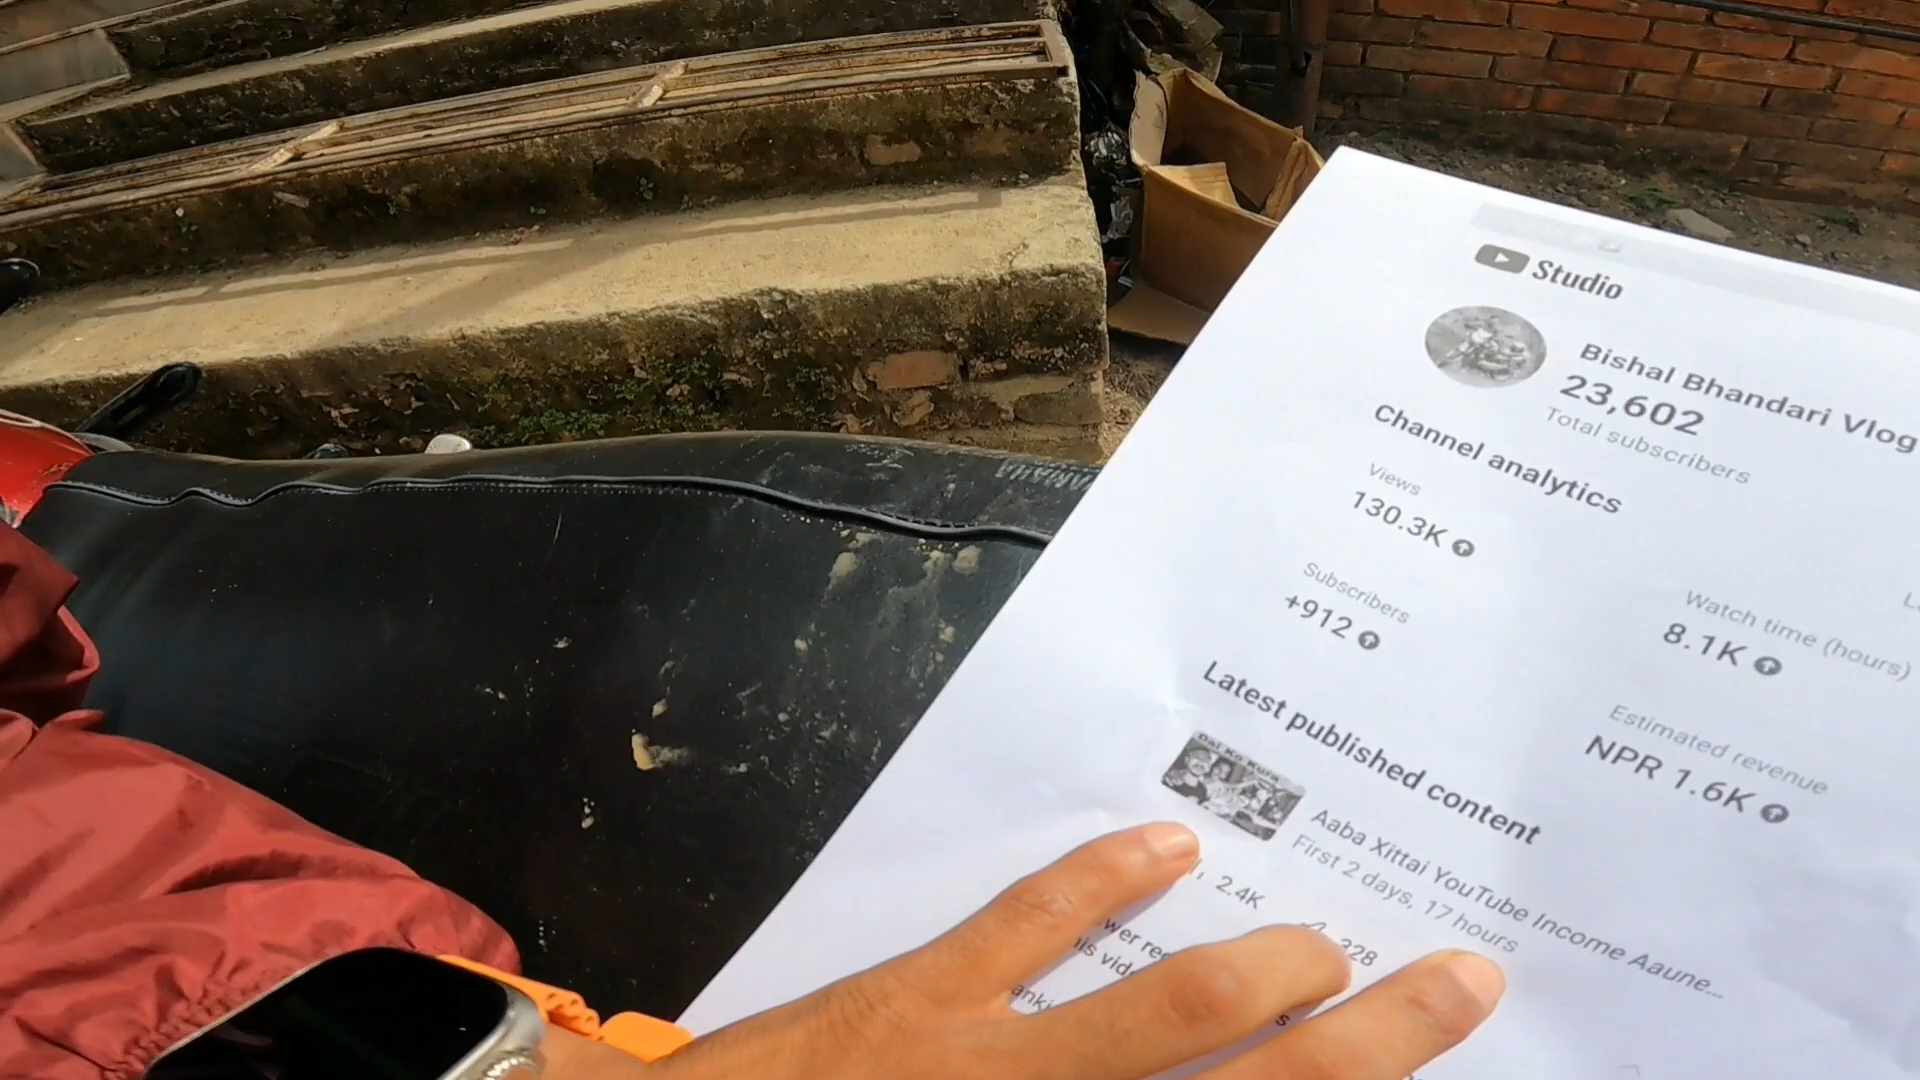 Studio
Bishal Bhandari Vlog
23,602
Total subscribers
Channel analytics
Views
130.3K
Watch time (hours)
8.1K
Subscribers
+912
Estimated revenue
NPR 1.6K
Latest published content
Dai Ko Kura
Aaba Xittai YouTube Income Aaune...
First 2 days, 17 hours
2.4K
328